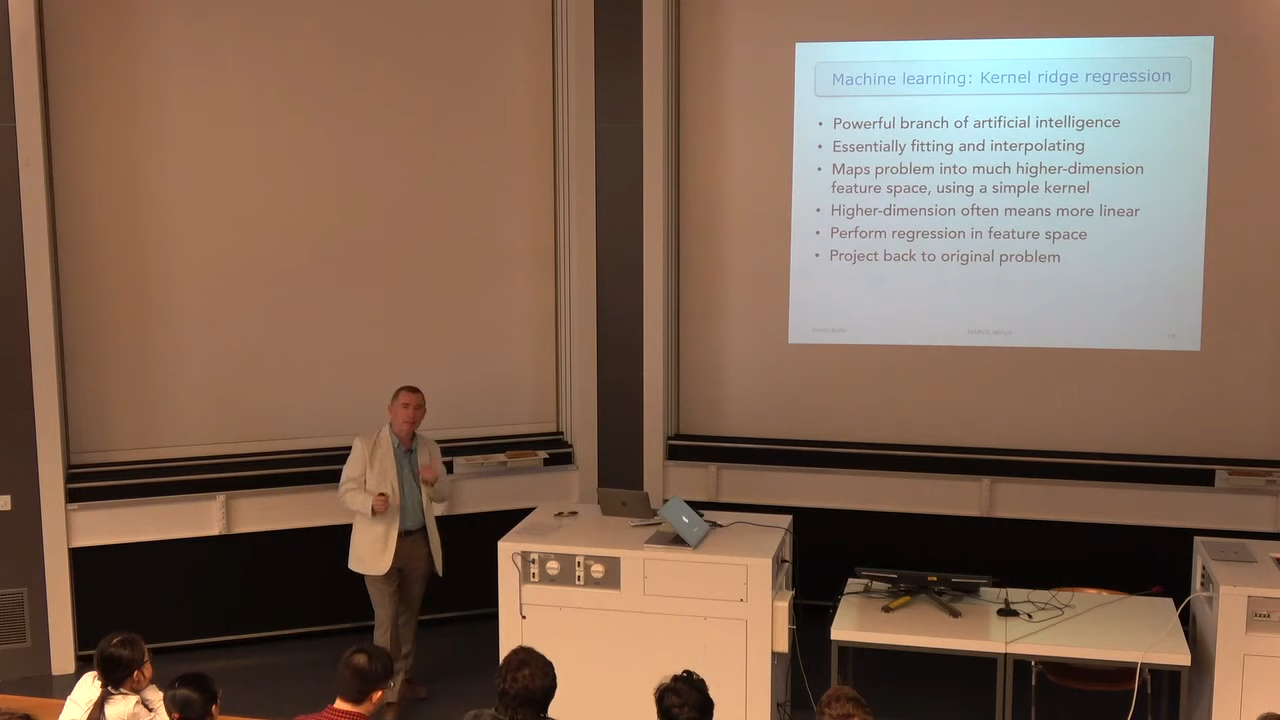 Machine learning: Kernel ridge regression
• Powerful branch of artificial intelligence
• Essentially fitting and interpolating
• Maps problem into much higher-dimension
feature space, using a simple kernel
• Higher-dimension often means more linear
• Perform regression in feature space
• Project back to original problem
MARVEL lecture